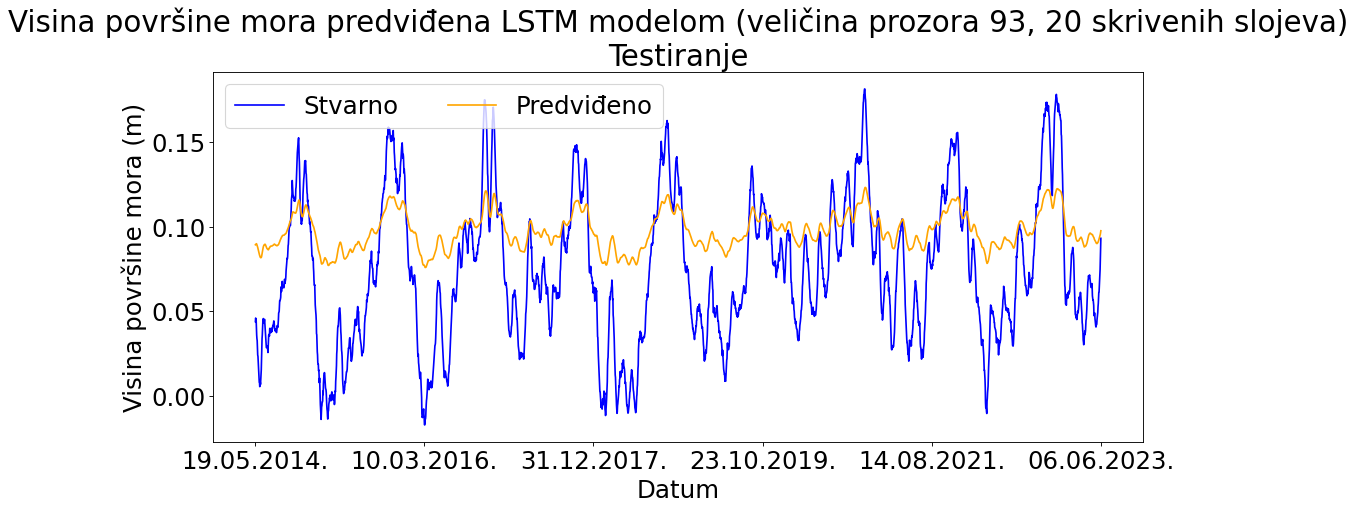 Visina površine mora predviđena LSTM modelom (veličina prozora 93, 20 skrivenih slojeva)
Testiranje
Stvarno
Predviđeno
Visina površine mora (m)
0.15
0.10
0.05
0.00
19.05.2014.
10.03.2016.
31.12.2017.
23.10.2019.
14.08.2021.
06.06.2023.
Datum